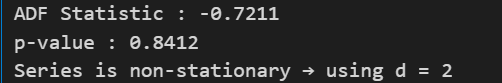 ADF Statistic : -0.7211
p-value : 0.8412
Series is non-stationary → using d = 2